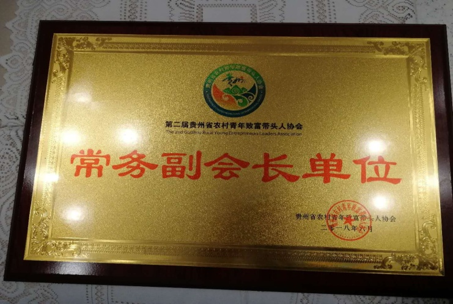 贵州
第二届贵州省农村青年致富带头人协会
常务副会长单位
贵州省农村青年致富带头人协会
二〇一八年六月